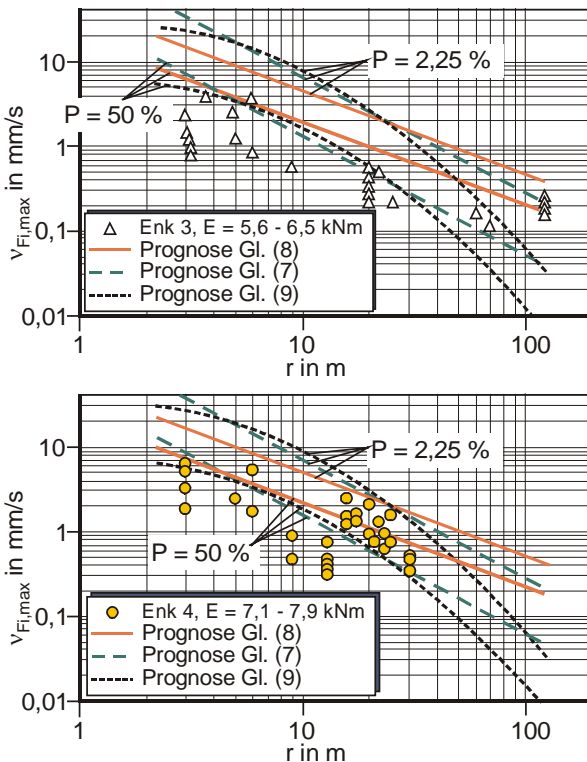 10
1
0,1
0,01
ν_Fi,max in mm/s
P = 2,25 %
P = 50 %
Enk 3, E = 5,6 - 6,5 kNm
Prognose Gl. (8)
Prognose Gl. (7)
Prognose Gl. (9)
1
10
100
r in m
10
1
0,1
0,01
ν_Fi,max in mm/s
P = 2,25 %
P = 50 %
Enk 4, E = 7,1 - 7,9 kNm
Prognose Gl. (8)
Prognose Gl. (7)
Prognose Gl. (9)
1
10
100
r in m